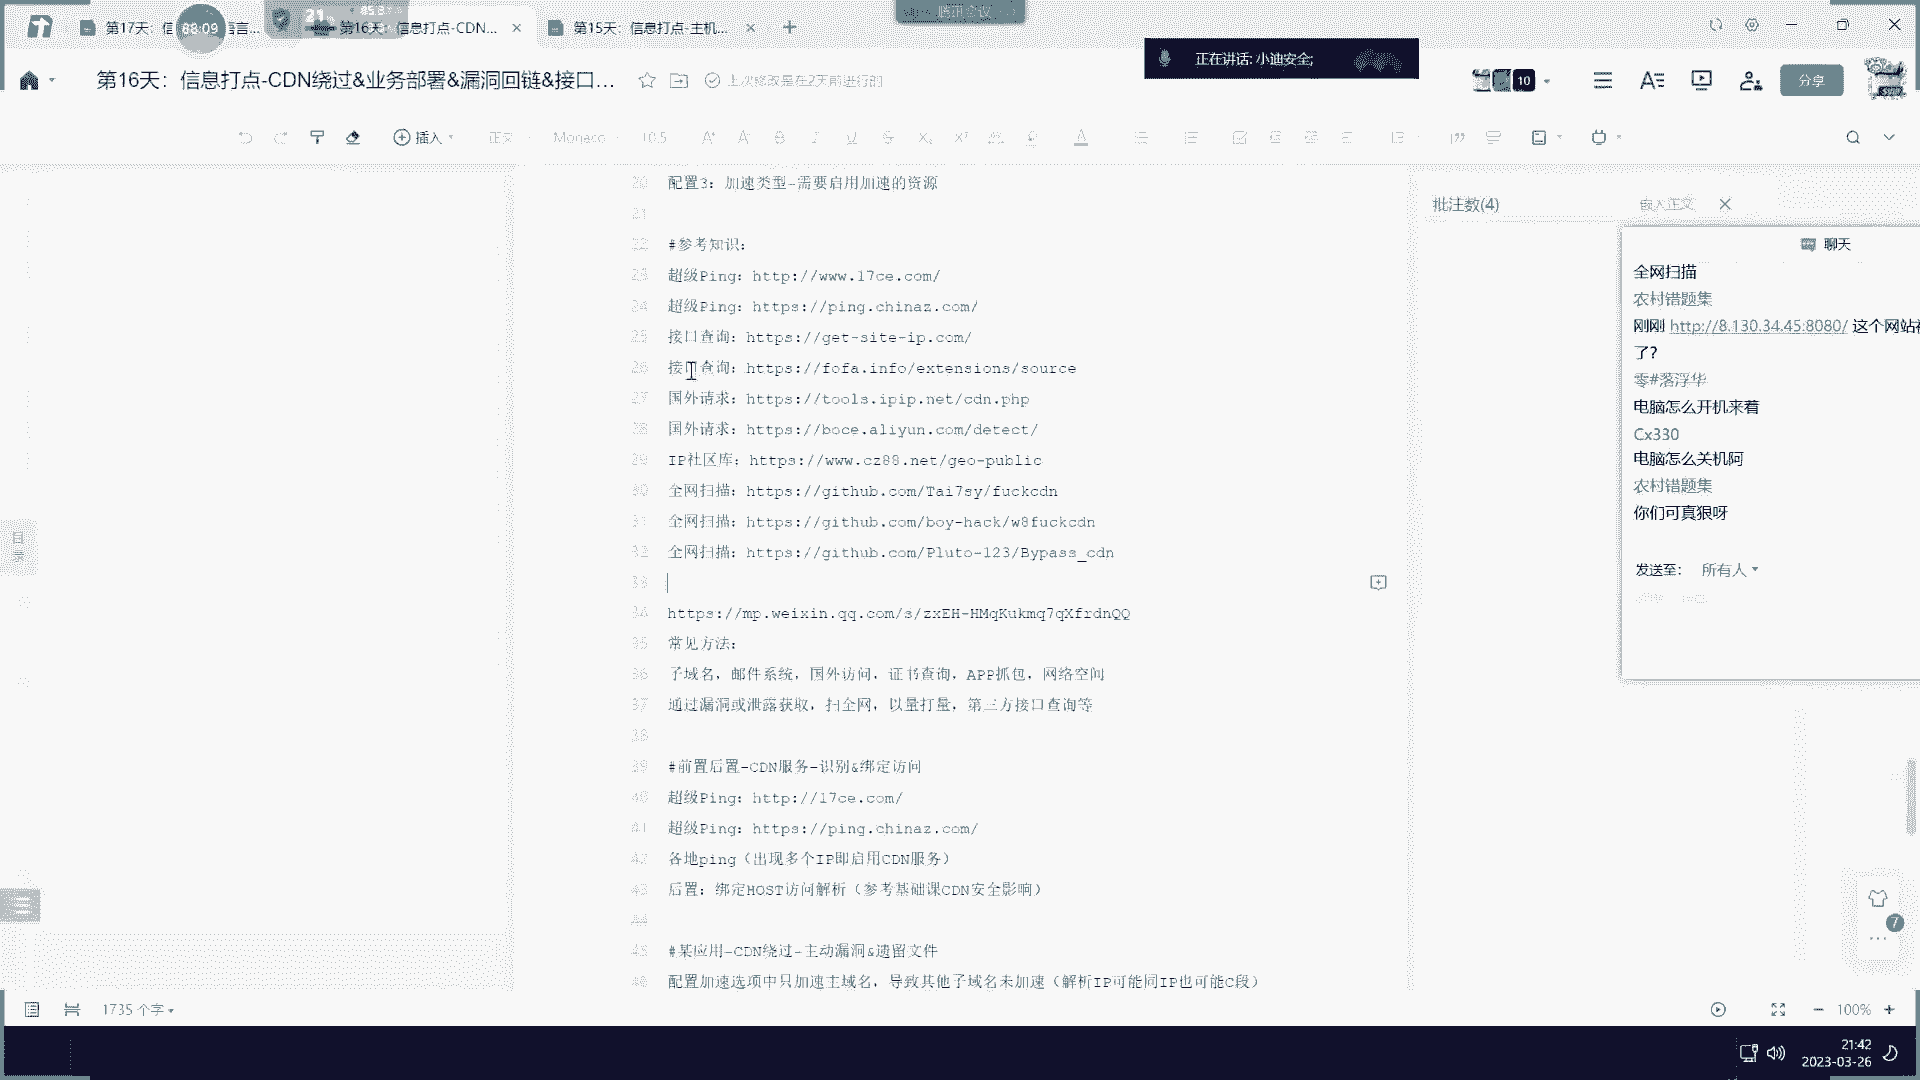 第17天：信
88:09
言...
21
85.3
第16天：信息打点-CDN...
第15天：信息打点-主机...
腾讯会议
正在讲话: 小迪安全;
第16天：信息打点-CDN绕过&业务部署&漏洞回链&接口...
上次修改是在2天前进行的
10
分享
插入
正文
Monaco
10.5
20 配置3：加速类型-需要启用加速的资源
21
22 #参考知识：
23 超级Ping：http://www.17ce.com/
24 超级Ping：https://ping.chinaz.com/
25 接口查询：https://get-site-ip.com/
26 接口查询：https://fofa.info/extensions/source
27 国外请求：https://tools.ipip.net/cdn.php
28 国外请求：https://boce.aliyun.com/detect/
29 IP社区库：https://www.cz88.net/geo-public
30 全网扫描：https://github.com/Tai7sy/fuckcdn
31 全网扫描：https://github.com/boy-hack/w8fuckcdn
32 全网扫描：https://github.com/Pluto-123/Bypass_cdn
33
34 https://mp.weixin.qq.com/s/zxEH-HMqKukmq7qXfrdnQQ
35 常见方法：
36 子域名，邮件系统，国外访问，证书查询，APP抓包，网络空间
37 通过漏洞或泄露获取，扫全网，以量打量，第三方接口查询等
38
39 #前置后置-CDN服务-识别&绑定访问
40 超级Ping：http://17ce.com/
41 超级Ping：https://ping.chinaz.com/
42 各地ping（出现多个IP即启用CDN服务）
43 后置：绑定HOST访问解析（参考基础课CDN安全影响）
44
45 #某应用-CDN绕过-主动漏洞&遗留文件
46 配置加速选项中只加速主域名，导致其他子域名未加速（解析IP可能同IP也可能C段）
目录
批注数(4)
嵌入正文
聊天
全网扫描
农村错题集
刚刚 http://8.130.34.45:8080/ 这个网站
了?
零#落浮华
电脑怎么开机来着
Cx330
电脑怎么关机阿
农村错题集
你们可真狠呀
发送至： 所有人
7
1735 个字
100%
21:42
2023-03-26